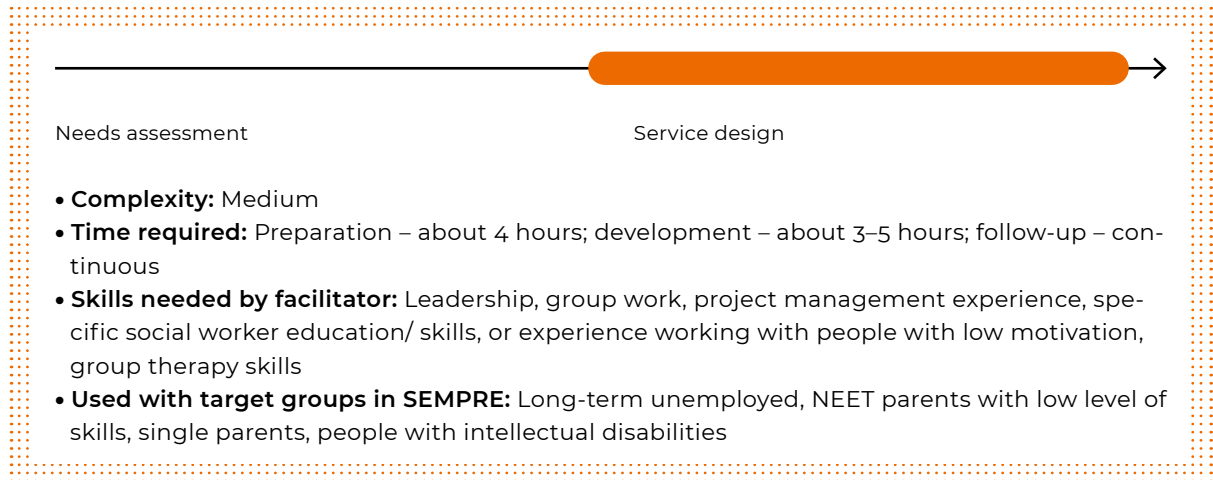 Needs assessment
Service design
• Complexity: Medium
• Time required: Preparation – about 4 hours; development – about 3–5 hours; follow-up – con-
tinuous
• Skills needed by facilitator: Leadership, group work, project management experience, spe-
cific social worker education/ skills, or experience working with people with low motivation,
group therapy skills
• Used with target groups in SEMPRE: Long-term unemployed, NEET parents with low level of
skills, single parents, people with intellectual disabilities